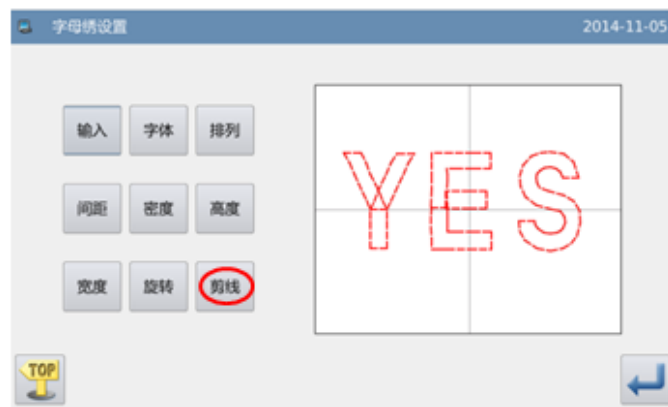 字母绣设置 2014-11-05
输入 字体 排列
间距 密度 高度
宽度 旋转 剪线
YES
TOP